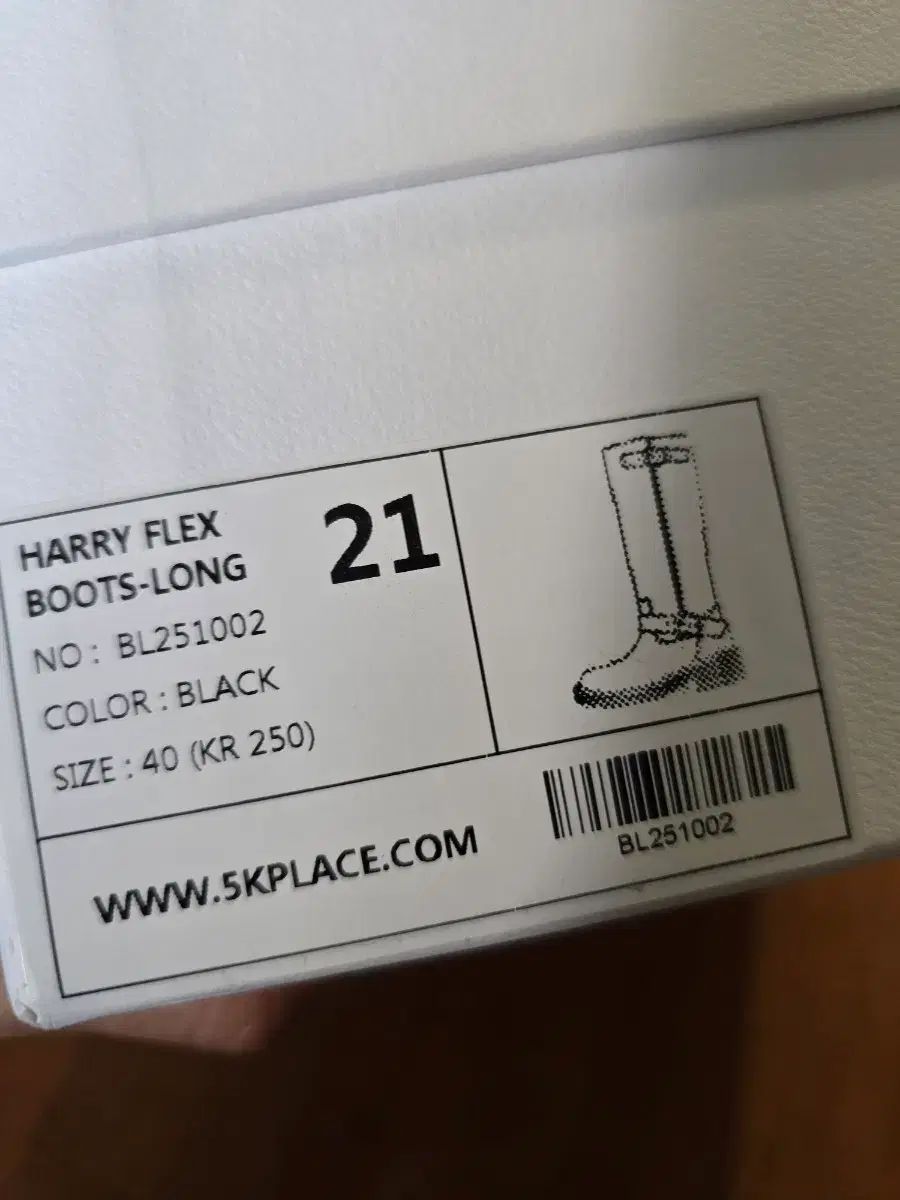 HARRY FLEX
BOOTS-LONG
21
NO : BL251002
COLOR : BLACK
SIZE : 40 (KR 250)
WWW.5KPLACE.COM
BL251002